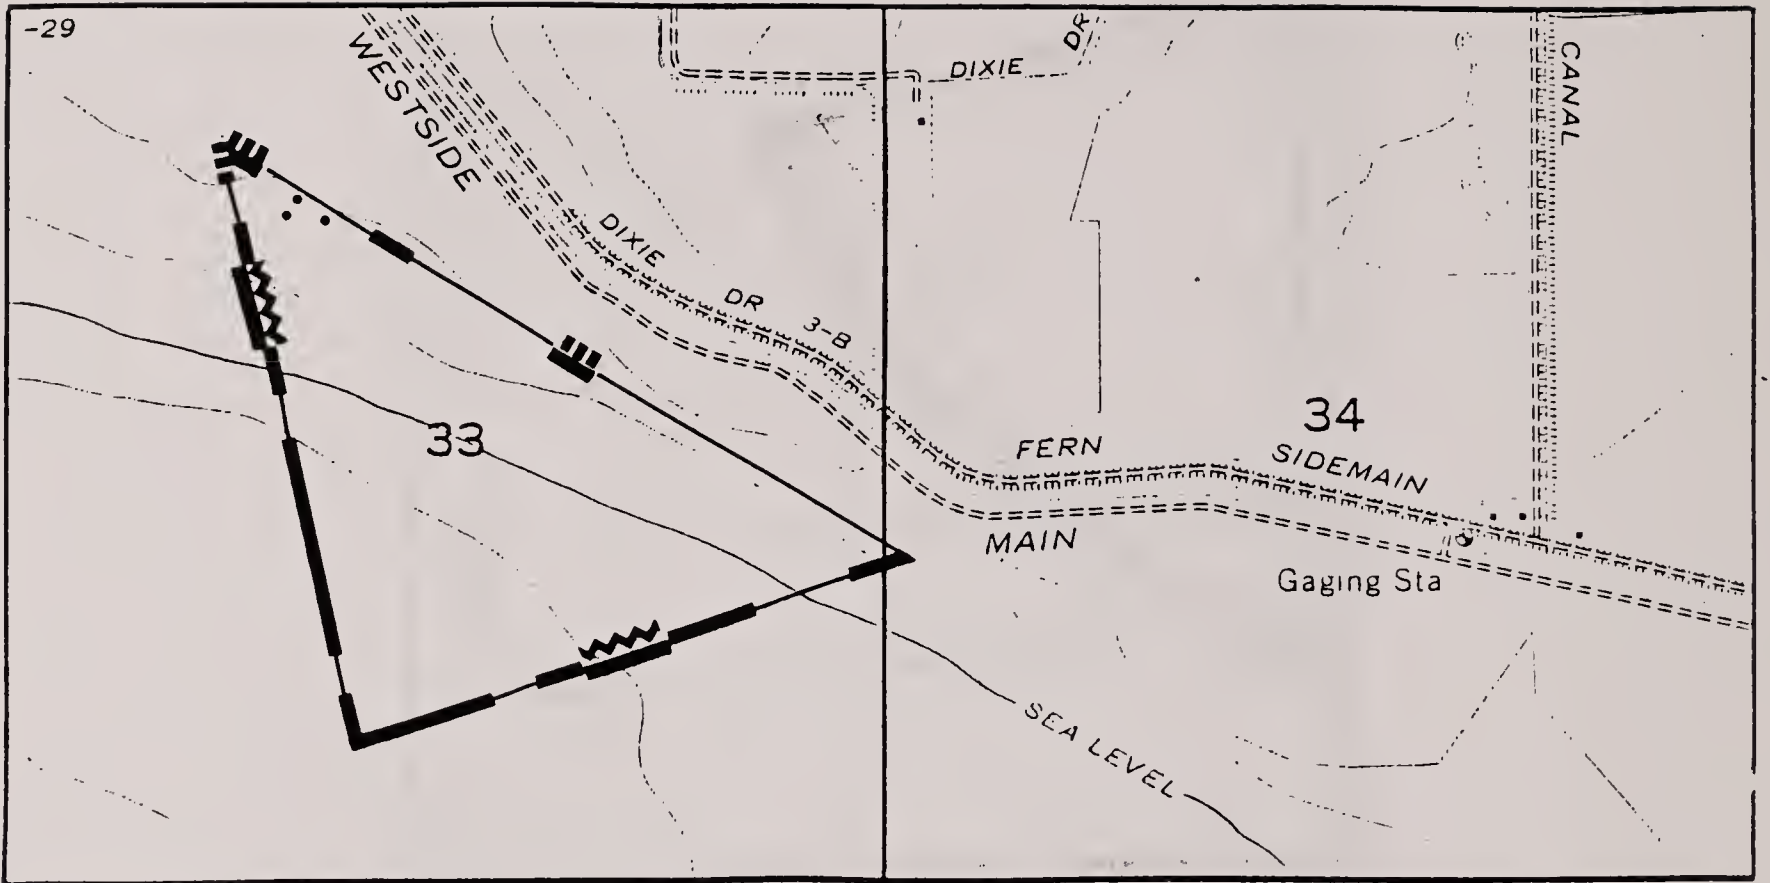 -29
WESTSIDE
DIXIE
DR
CANAL
DIXIE
DR
3-B
33
34
FERN
SIDEMAIN
MAIN
Gaging Sta
SEA LEVEL